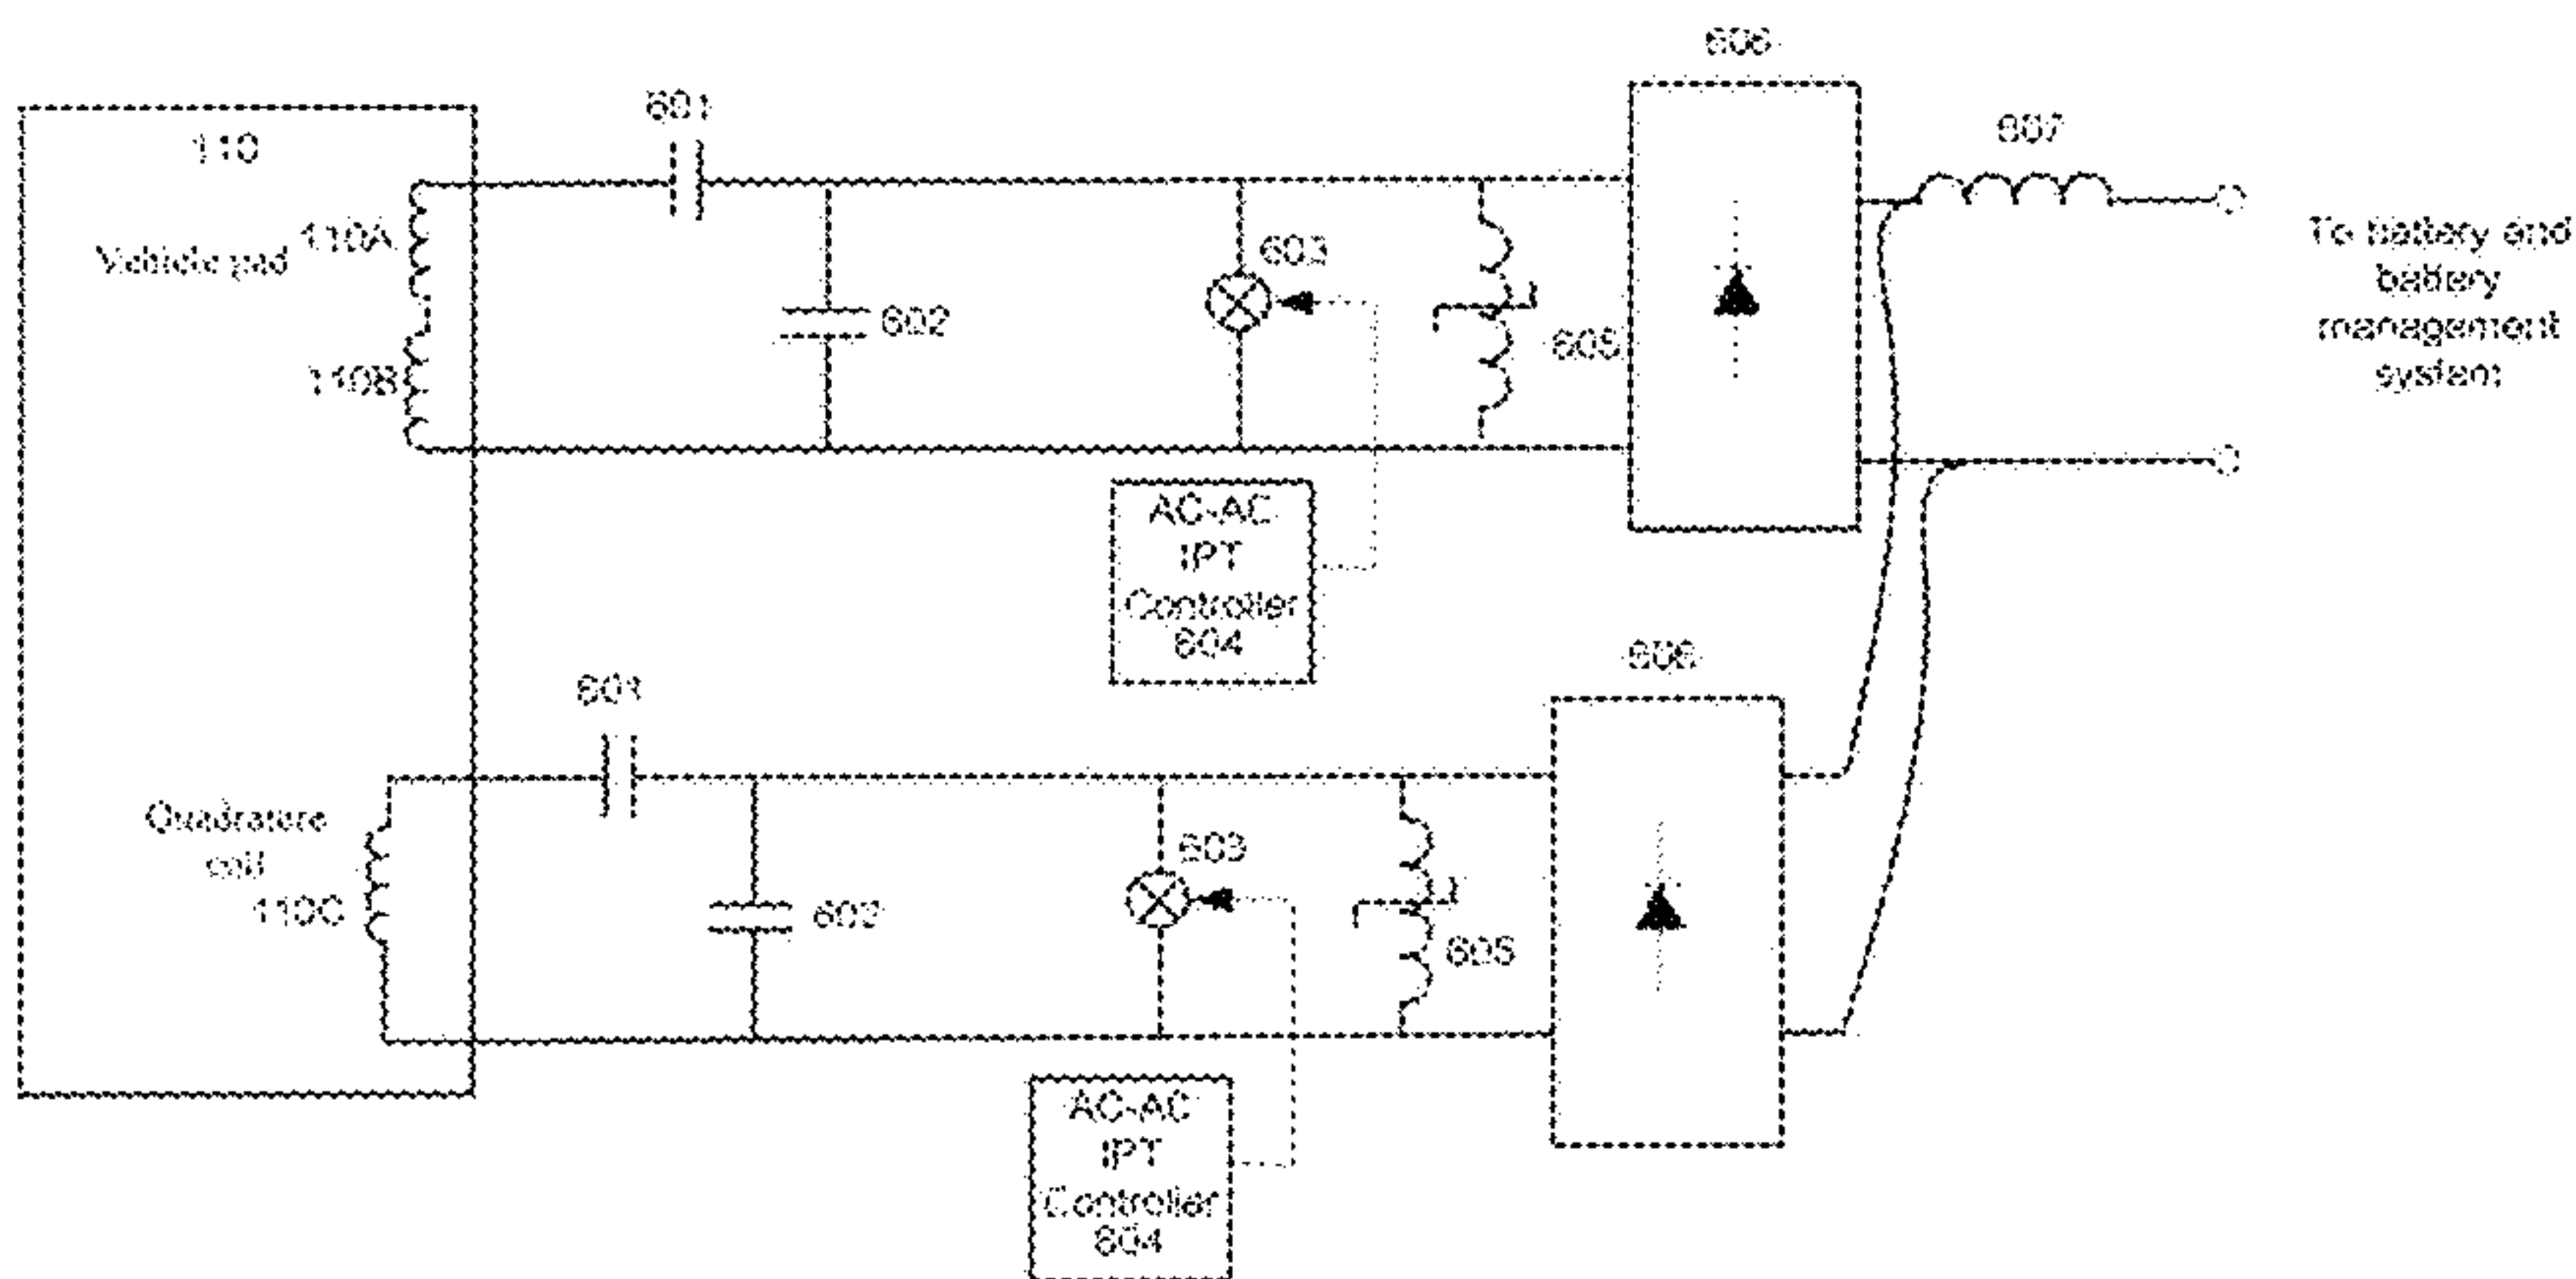 606
110
601
607
Vehicle pad
110A
603
602
605
110B
To battery and
battery
management
system
AC-AC
IPT
Controller
604
606
601
Quadrature
coil
110C
603
602
605
AC-AC
IPT
Controller
604